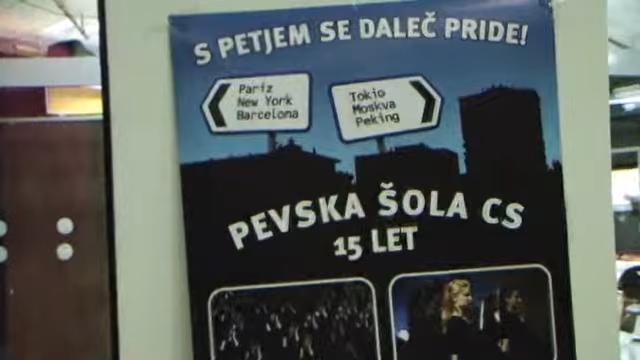 S PETJEM SE DALEČ PRIDE!
Pariz
New York
Barcelona
Tokio
Moskva
Peking
PEVSKA ŠOLA CS
15 LET